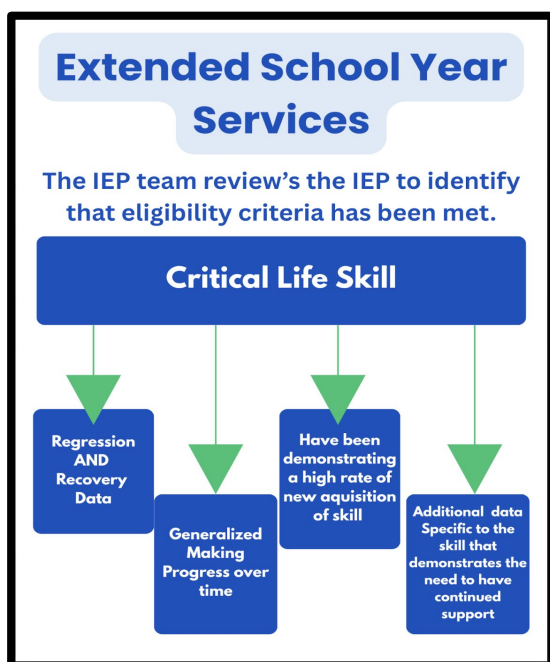 Extended School Year
Services
The IEP team review's the IEP to identify
that eligibility criteria has been met.
Critical Life Skill
Regression
AND
Recovery
Data
Generalized
Making
Progress over
time
Have been
demonstrating
a high rate of
new aquisition
of skill
Additional data
Specific to the
skill that
demonstrates the
need to have
continued
support